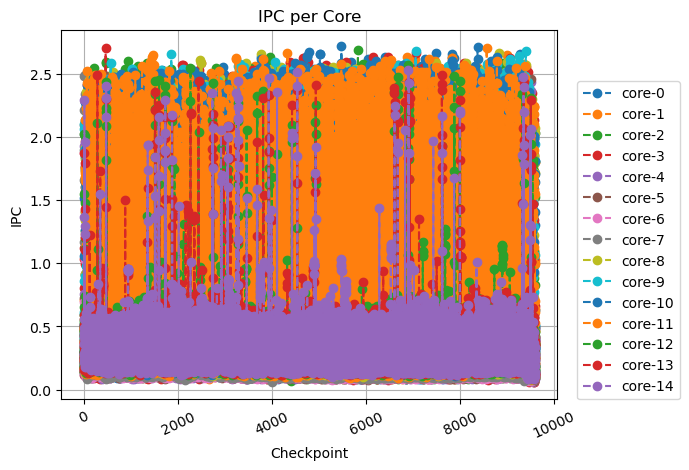 IPC per Core
IPC
2.5
2.0
1.5
1.0
0.5
0.0
0
2000
4000
6000
8000
10000
Checkpoint
core-0
core-1
core-2
core-3
core-4
core-5
core-6
core-7
core-8
core-9
core-10
core-11
core-12
core-13
core-14